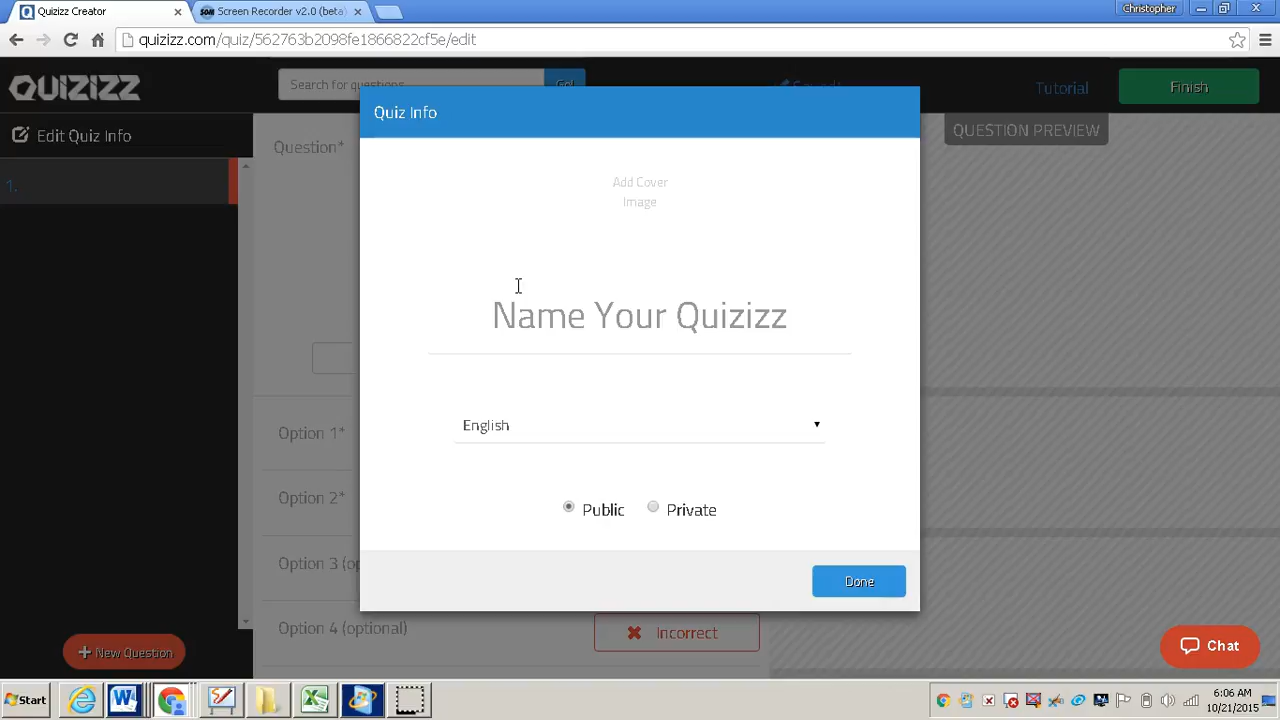 Quizizz Creator
Screen Recorder v2.0 (beta)
Christopher
quizizz.com/quiz/562763b2098fe1866822cf5e/edit
QUIZIZZ
Search for questions
Go!
Tutorial
Finish
Edit Quiz Info
Quiz Info
Question*
QUESTION PREVIEW
1.
Add Cover
Image
Name Your Quizizz
English
Option 1*
Option 2*
Public
Private
Option 3 (op
Done
Option 4 (optional)
Incorrect
New Question
Chat
Start
6:06 AM
10/21/2015